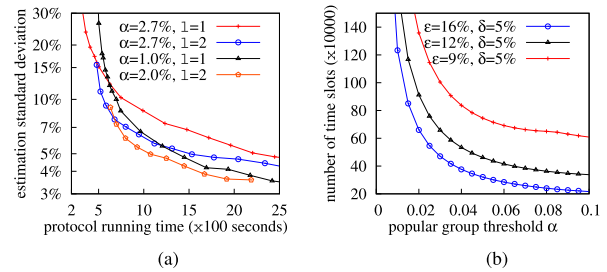 estimation standard deviation
30%
20%
15%
10%
7%
5%
4%
3%
α=2.7%, l=1
α=2.7%, l=2
α=1.0%, l=1
α=2.0%, l=2
2 5 10 15 20 25
protocol running time (×100 seconds)
(a)
number of time slots (×10000)
140
120
100
80
60
40
20
ε=16%, δ=5%
ε=12%, δ=5%
ε=9%, δ=5%
0 0.02 0.04 0.06 0.08 0.1
popular group threshold α
(b)